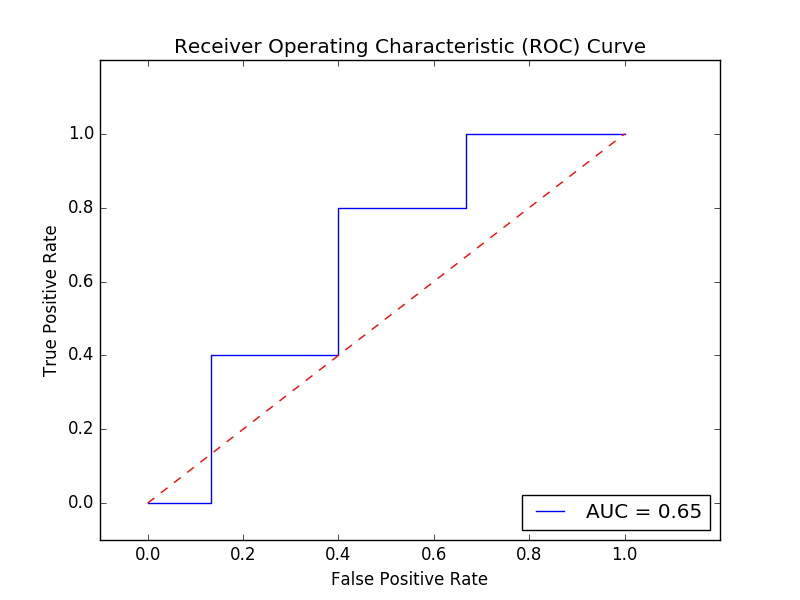 Receiver Operating Characteristic (ROC) Curve
True Positive Rate
1.0
0.8
0.6
0.4
0.2
0.0
AUC = 0.65
0.0 0.2 0.4 0.6 0.8 1.0
False Positive Rate